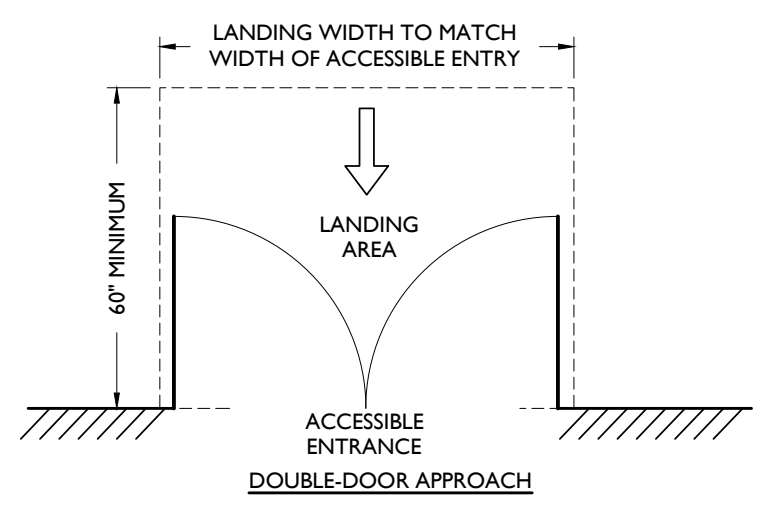 LANDING WIDTH TO MATCH
WIDTH OF ACCESSIBLE ENTRY
60" MINIMUM
LANDING
AREA
ACCESSIBLE
ENTRANCE
DOUBLE-DOOR APPROACH